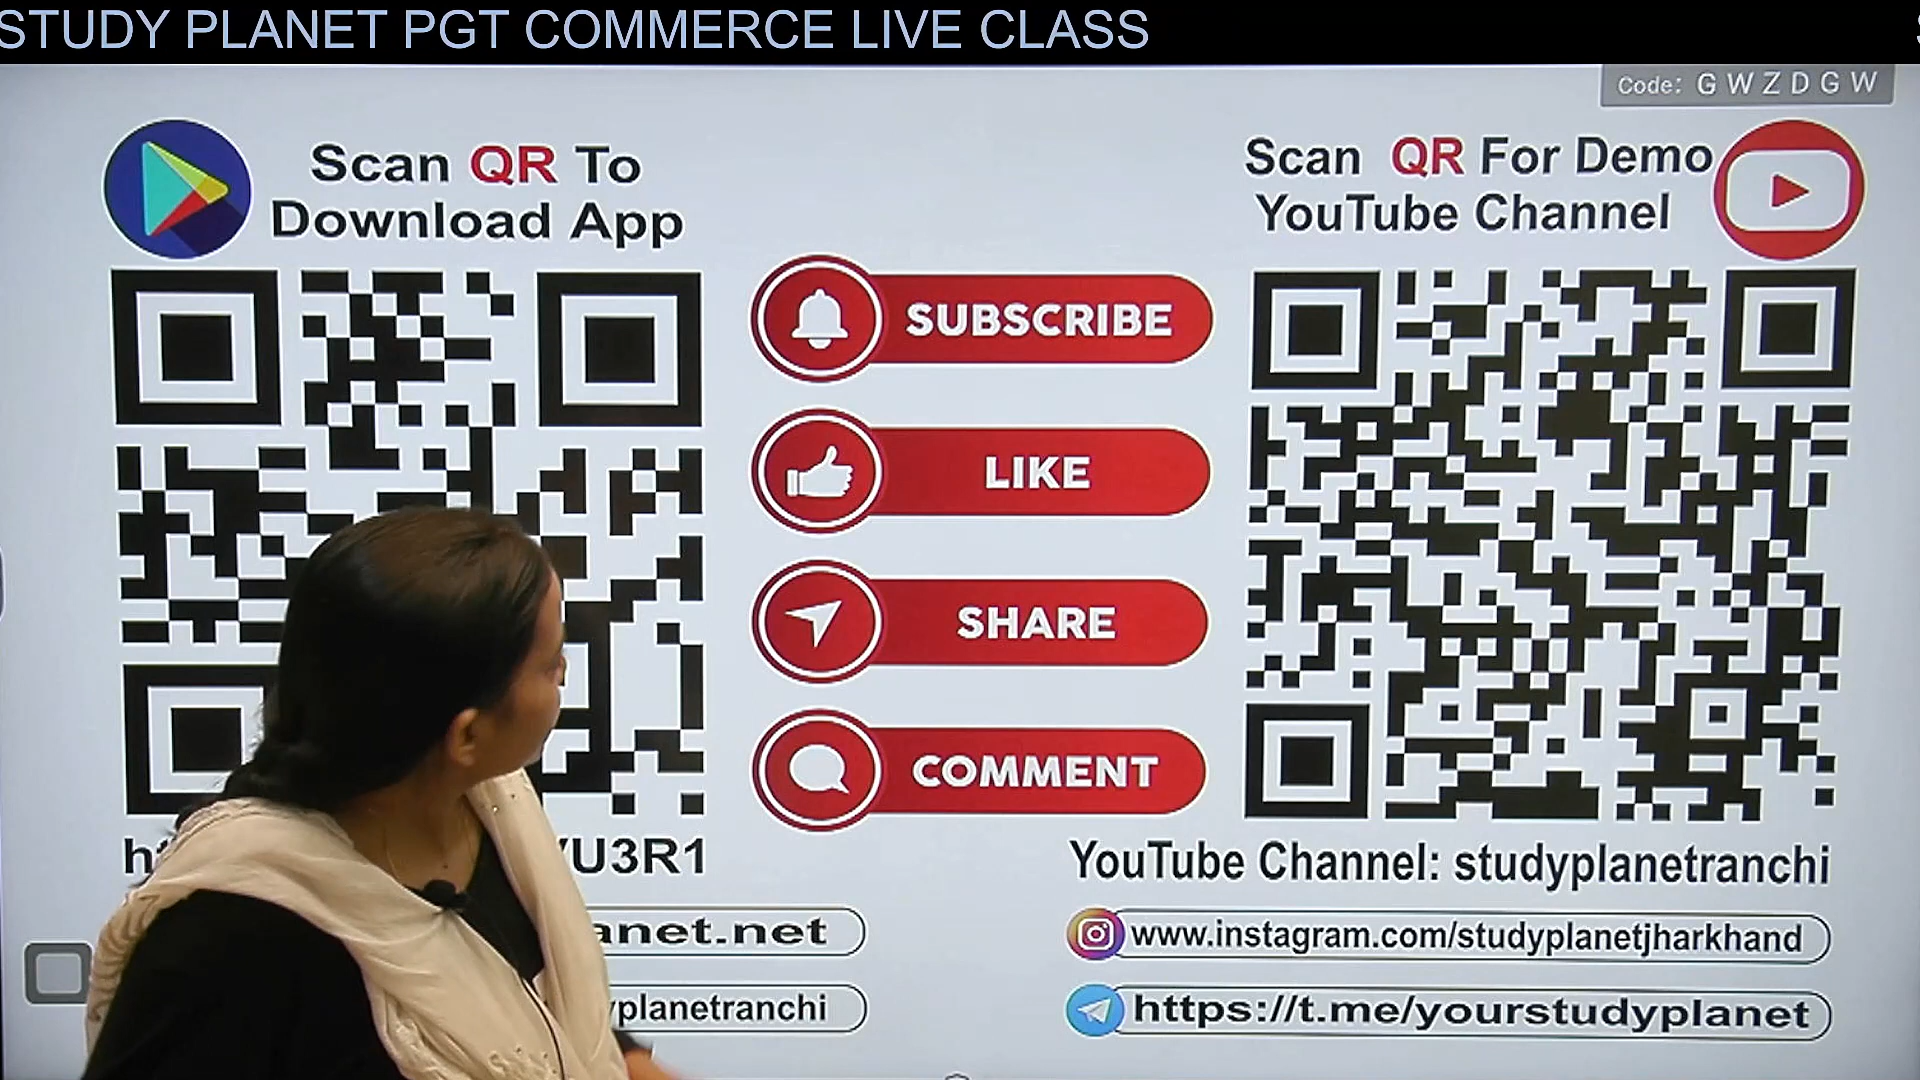 STUDY PLANET PGT COMMERCE LIVE CLASS
Code: GWZDGW
Scan QR To
Download App
Scan QR For Demo
YouTube Channel
SUBSCRIBE
LIKE
SHARE
COMMENT
U3R1
YouTube Channel: studyplanetranchi
anet.net
www.instagram.com/studyplanetjharkhand
planetranchi
https://t.me/yourstudyplanet